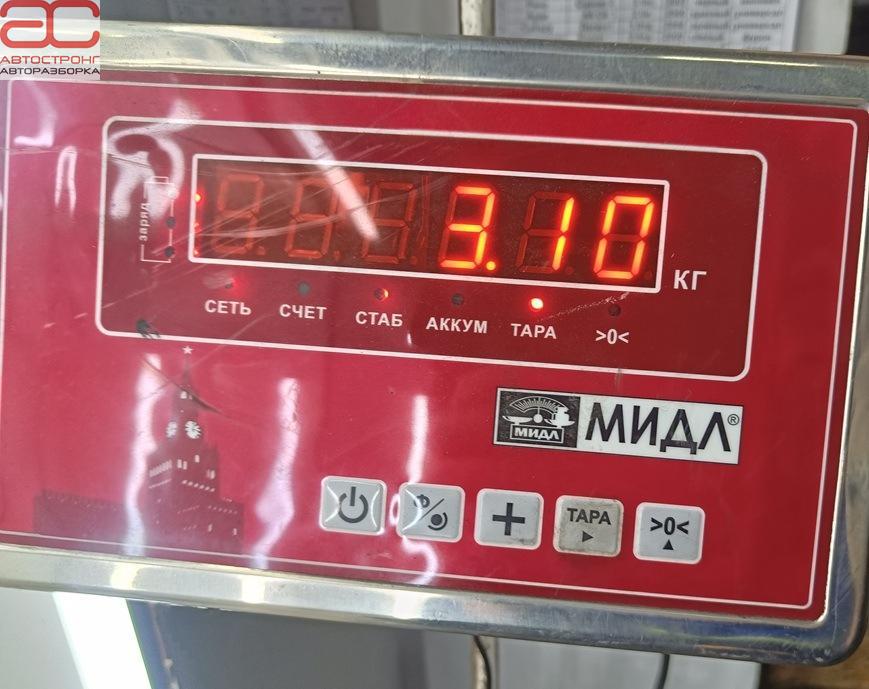 АС
АВТОСТРОНГ
АВТОРАЗБОРКА
заряд
3.10
КГ
СЕТЬ СЧЕТ СТАБ АККУМ ТАРА >0<
МИДЛ МИДЛ®
ТАРА >0<